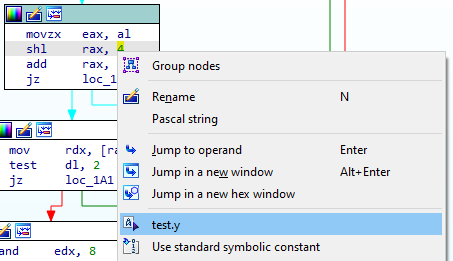 movzx eax, al
shl rax, 4
add rax,
jz loc_1A
mov rdx, [ra
test dl, 2
jz loc_1A1
and edx, 8
Group nodes
Rename N
Pascal string
Jump to operand Enter
Jump in a new window Alt+Enter
Jump in a new hex window
test.y
Use standard symbolic constant